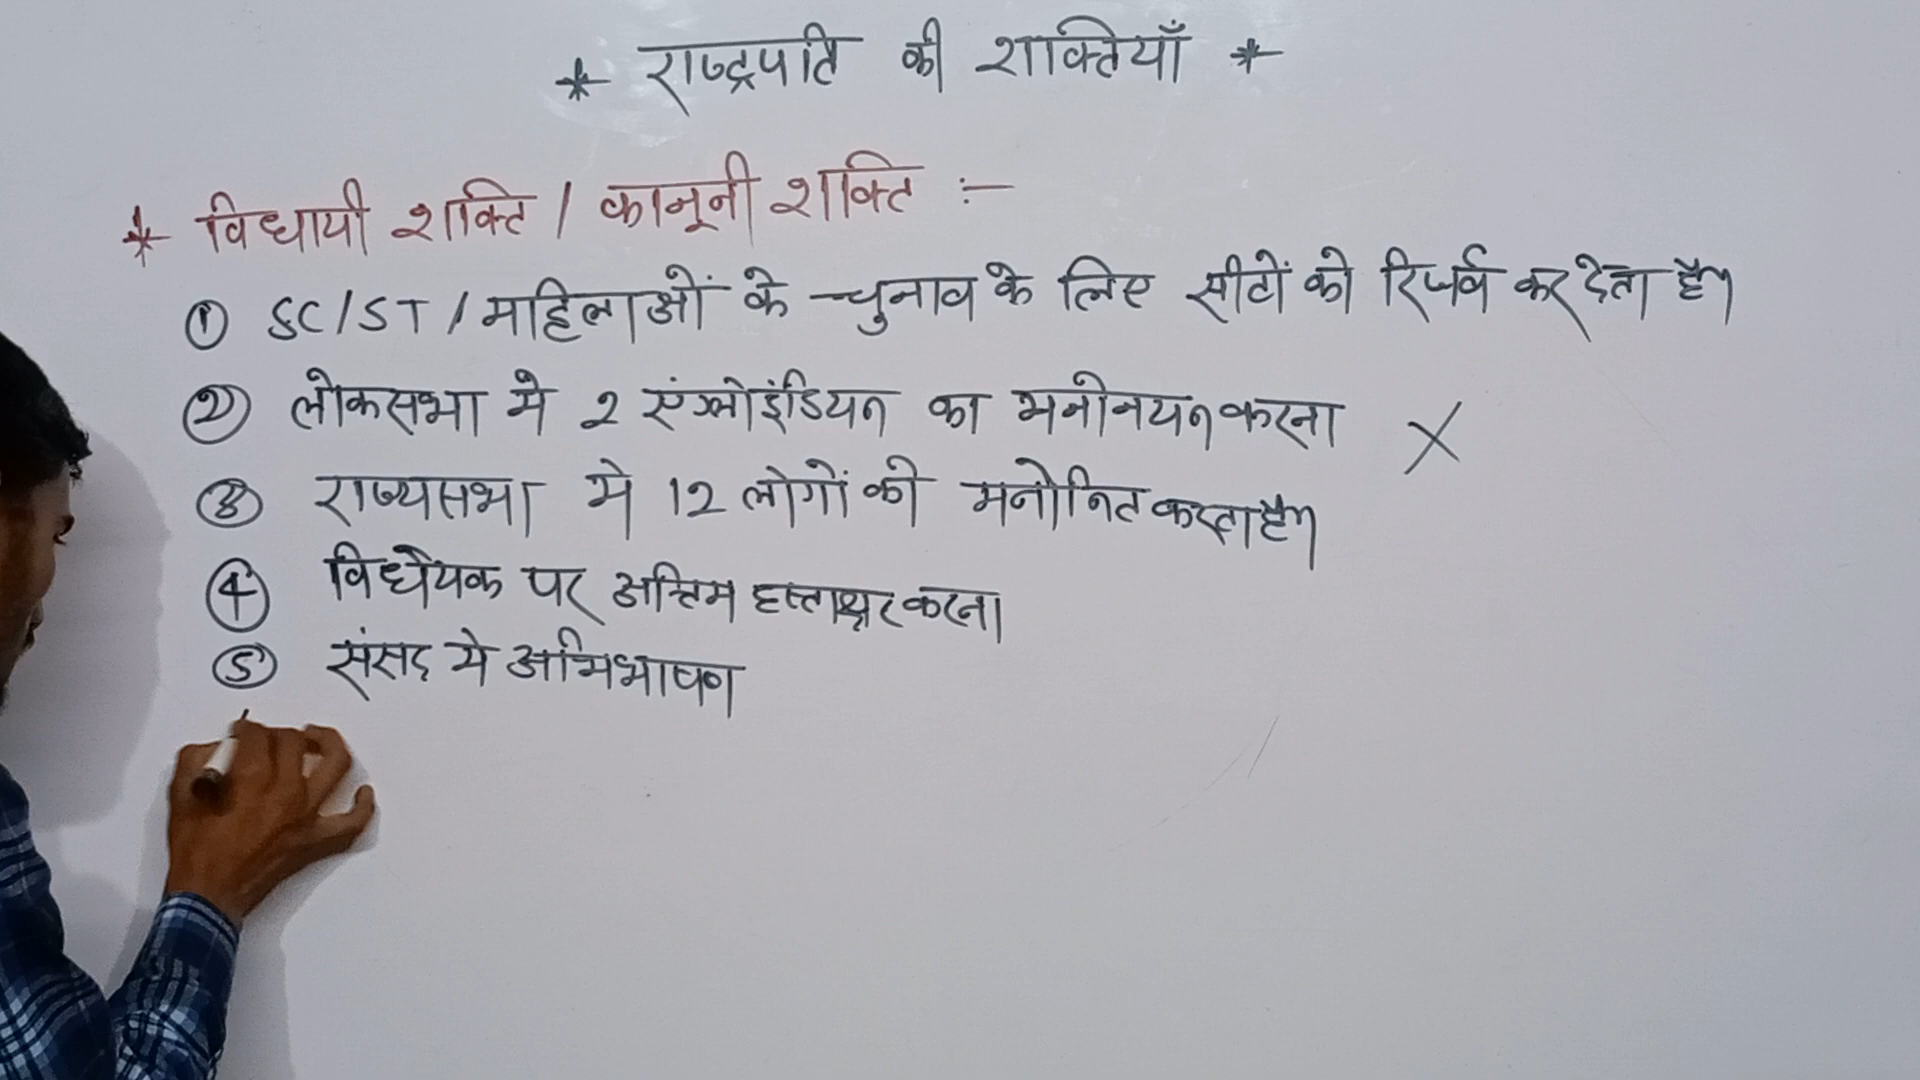 * राष्ट्रपति की शक्तियाँ *
* विधायी शक्ति / कानूनी शक्ति :-
① SC/ST/महिलाओं के चुनाव के लिए सीटों को रिजर्व कर देता है।
② लोकसभा मे 2 एंग्लोइंडियन का मनोनयन करना ×
③ राज्यसभा मे 12 लोगों को मनोनित करता है।
④ विधेयक पर अन्तिम हस्ताक्षर करना
⑤ संसद मे अभिभाषण